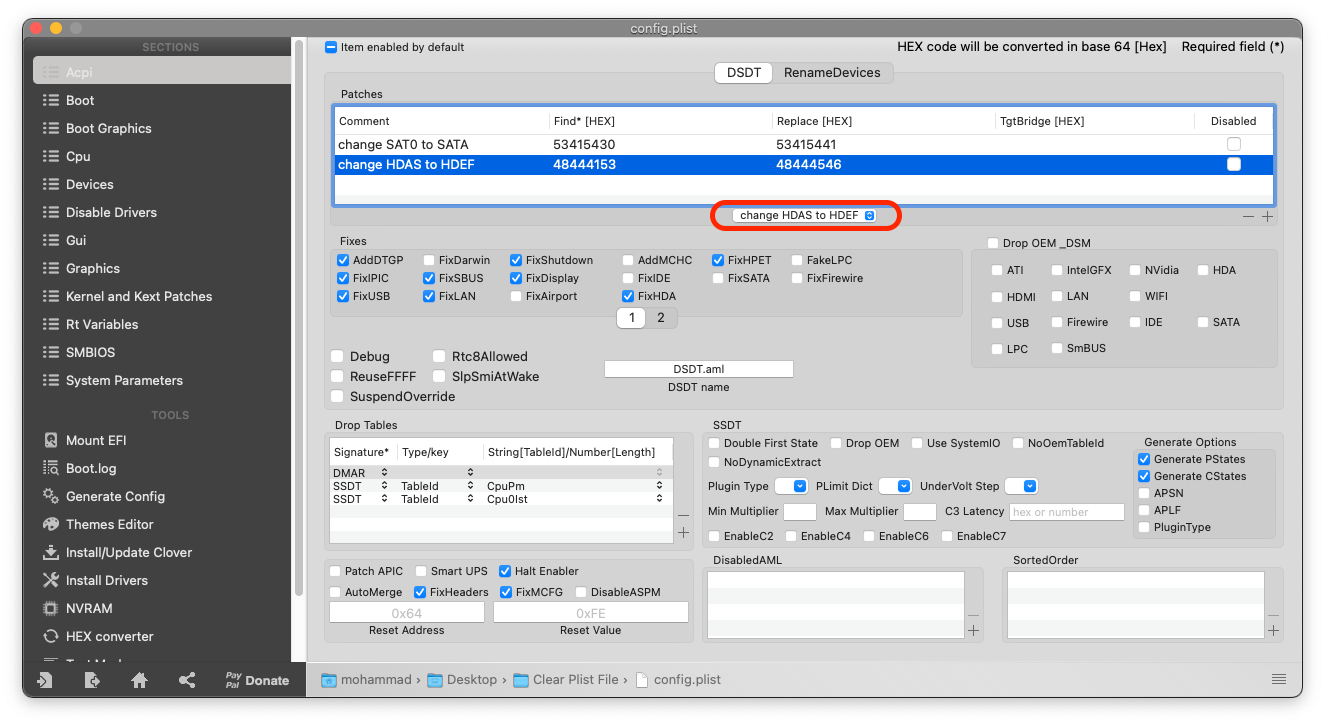 config.plist
SECTIONS
Acpi
Boot
Boot Graphics
Cpu
Devices
Disable Drivers
Gui
Graphics
Kernel and Kext Patches
Rt Variables
SMBIOS
System Parameters
TOOLS
Mount EFI
Boot.log
Generate Config
Themes Editor
Install/Update Clover
Install Drivers
NVRAM
HEX converter
Pay
Pal Donate
Item enabled by default
HEX code will be converted in base 64 [Hex] Required field (*)
DSDT RenameDevices
Patches
Comment Find* [HEX] Replace [HEX] TgtBridge [HEX] Disabled
change SAT0 to SATA 53415430 53415441
change HDAS to HDEF 48444153 48444546
change HDAS to HDEF
Fixes
AddDTGP FixDarwin FixShutdown AddMCHC FixHPET FakeLPC
FixIPIC FixSBUS FixDisplay FixIDE FixSATA FixFirewire
FixUSB FixLAN FixAirport FixHDA
1 2
Drop OEM _DSM
ATI IntelGFX NVidia HDA
HDMI LAN WIFI
USB Firewire IDE SATA
LPC SmBUS
Debug Rtc8Allowed
ReuseFFFF SlpSmiAtWake
SuspendOverride
DSDT.aml
DSDT name
Drop Tables
Signature* Type/key String[TableId]/Number[Length]
DMAR
SSDT TableId CpuPm
SSDT TableId Cpu0Ist
SSDT
Double First State Drop OEM Use SystemIO NoOemTableId
NoDynamicExtract
Plugin Type PLimit Dict UnderVolt Step
Min Multiplier Max Multiplier C3 Latency hex or number
EnableC2 EnableC4 EnableC6 EnableC7
Generate Options
Generate PStates
Generate CStates
APSN
APLF
PluginType
Patch APIC Smart UPS Halt Enabler
AutoMerge FixHeaders FixMCFG DisableASPM
0x64 0xFE
Reset Address Reset Value
DisabledAML
SortedOrder
mohammad › Desktop › Clear Plist File › config.plist